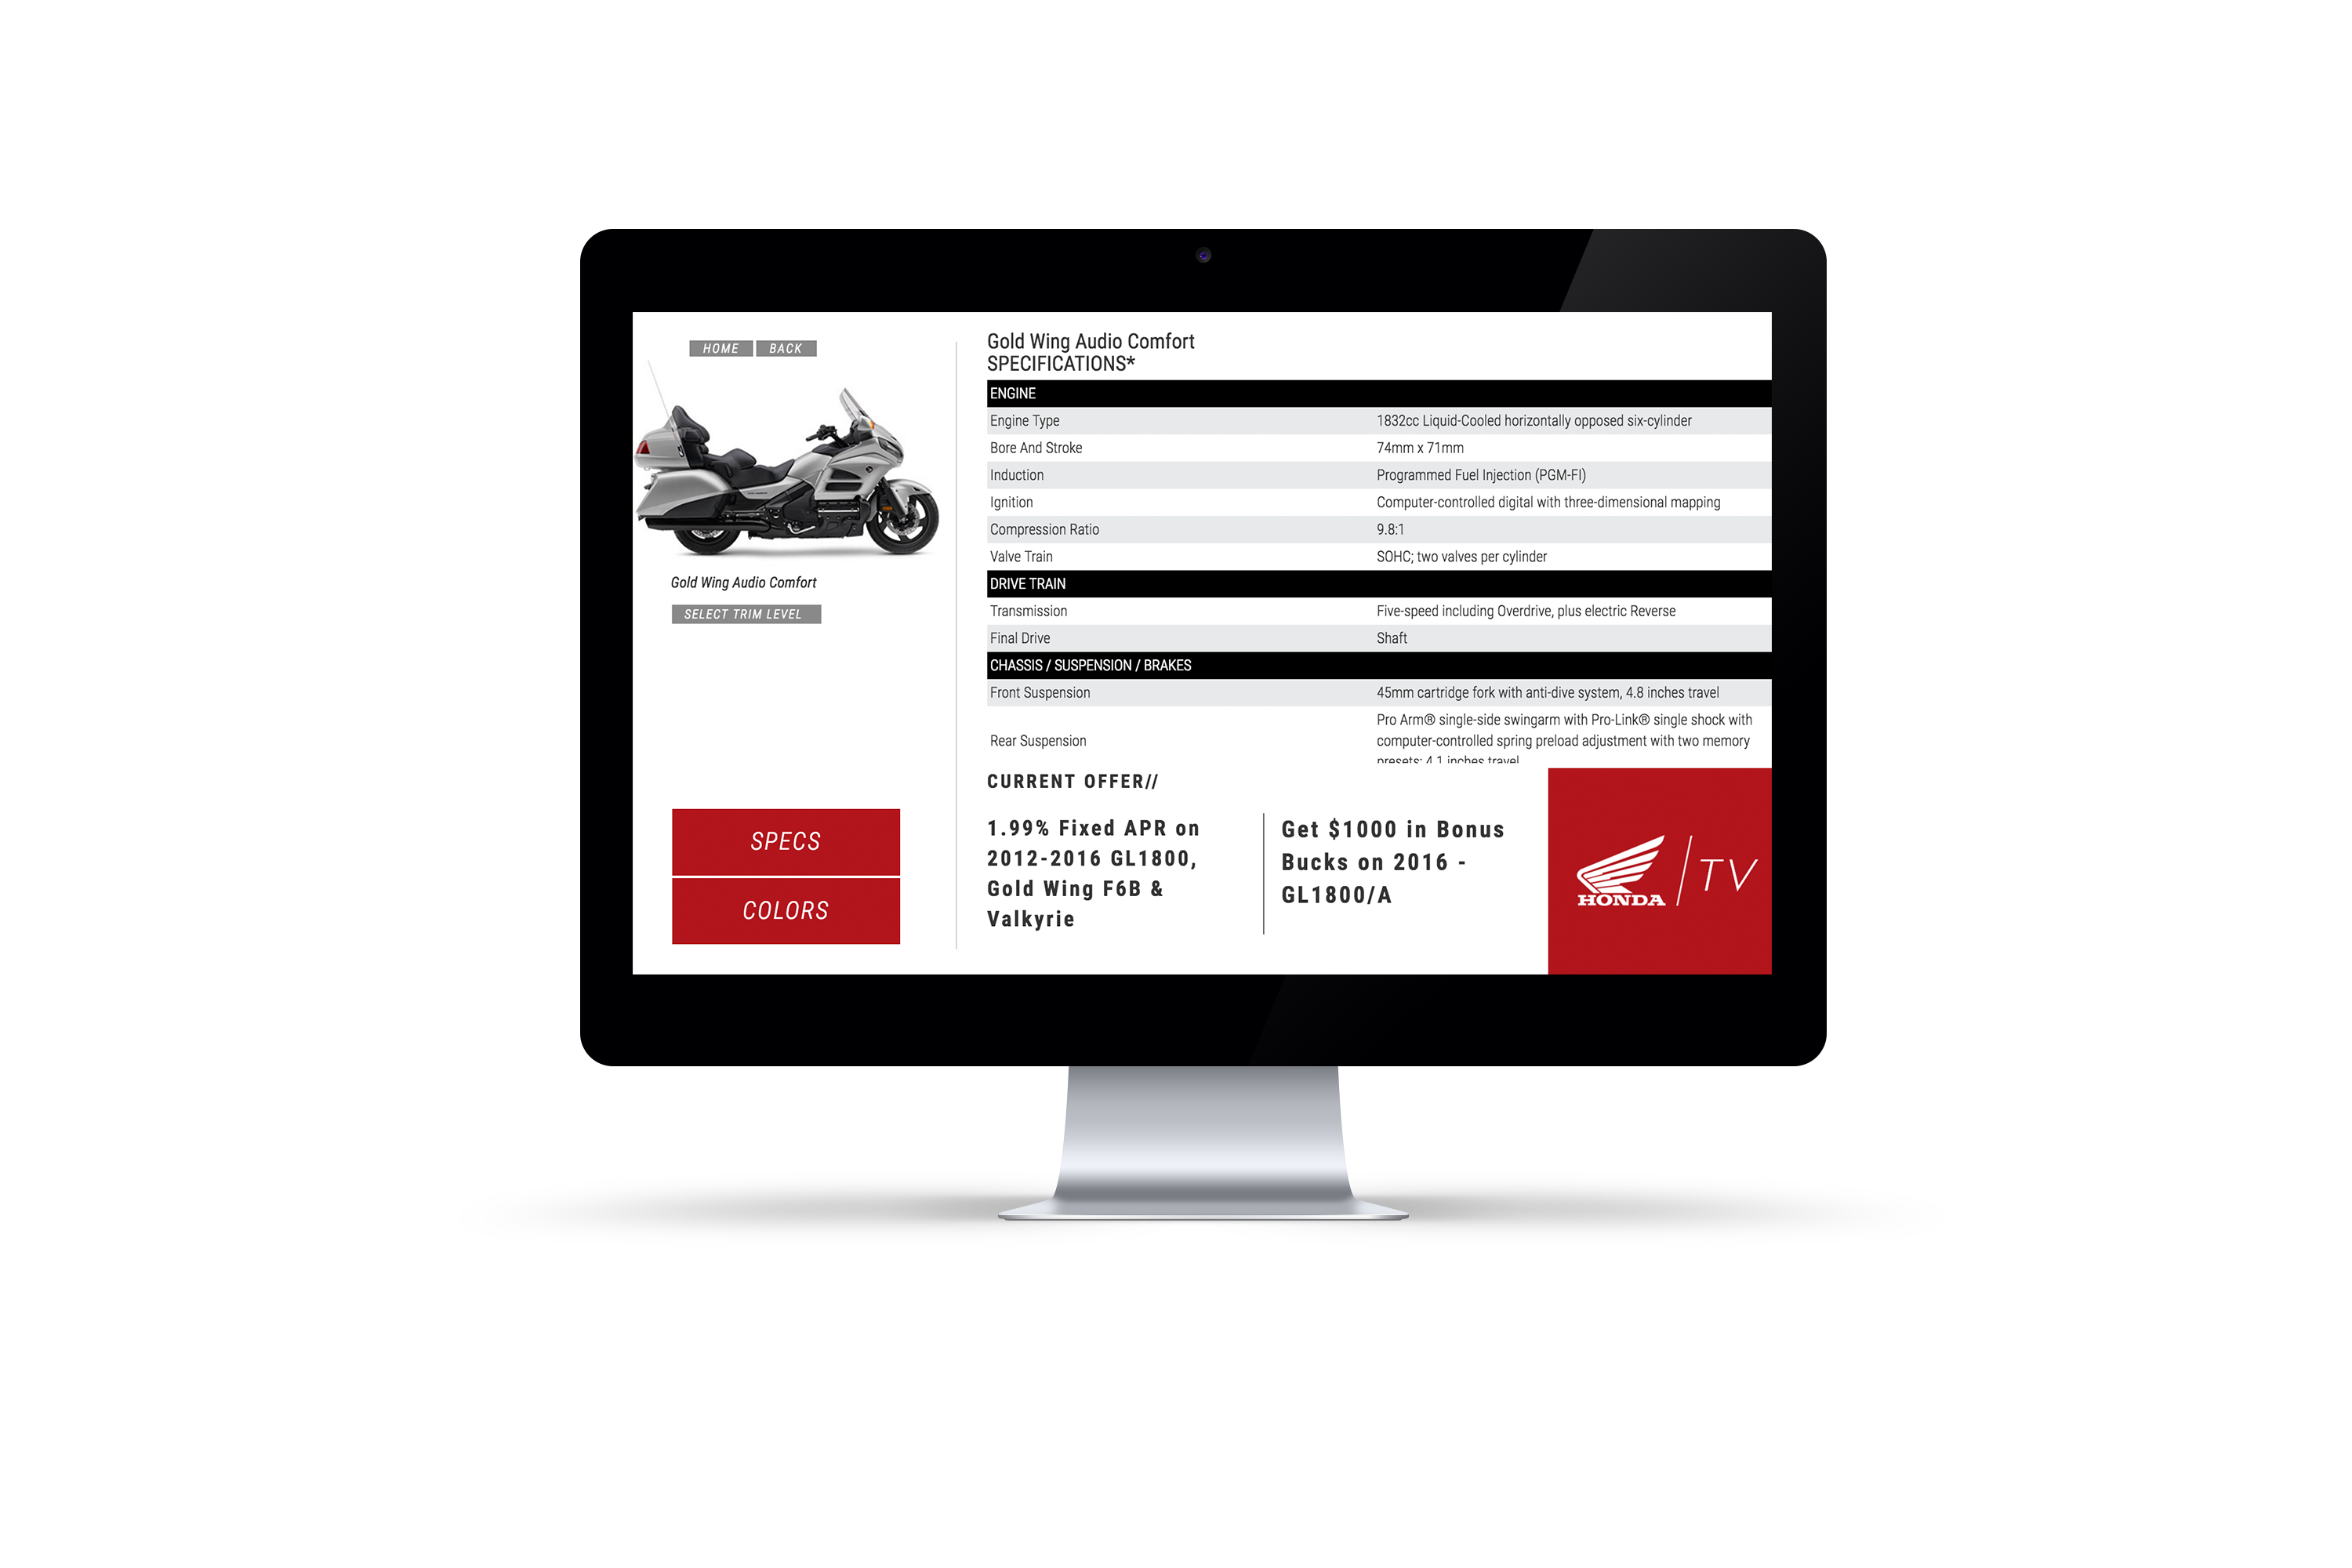 HOME BACK
Gold Wing Audio Comfort
SELECT TRIM LEVEL
SPECS
COLORS
Gold Wing Audio Comfort
SPECIFICATIONS*
ENGINE
Engine Type 1832cc Liquid-Cooled horizontally opposed six-cylinder
Bore And Stroke 74mm x 71mm
Induction Programmed Fuel Injection (PGM-FI)
Ignition Computer-controlled digital with three-dimensional mapping
Compression Ratio 9.8:1
Valve Train SOHC; two valves per cylinder
DRIVE TRAIN
Transmission Five-speed including Overdrive, plus electric Reverse
Final Drive Shaft
CHASSIS / SUSPENSION / BRAKES
Front Suspension 45mm cartridge fork with anti-dive system, 4.8 inches travel
Pro Arm® single-side swingarm with Pro-Link® single shock with
Rear Suspension computer-controlled spring preload adjustment with two memory
presets; 4.1 inches travel
CURRENT OFFER//
1.99% Fixed APR on
2012-2016 GL1800,
Gold Wing F6B &
Valkyrie
Get $1000 in Bonus
Bucks on 2016 -
GL1800/A
HONDA / TV